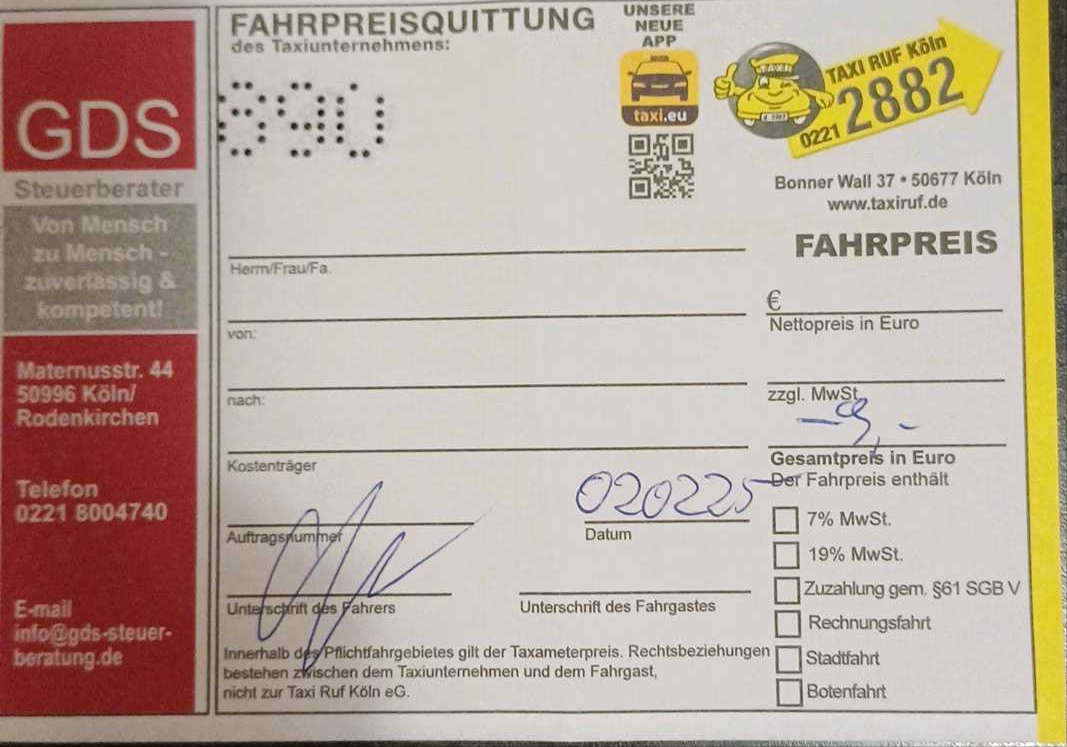 GDS
Steuerberater
Von Mensch
zu Mensch -
zuverlässig &
kompetent!
Maternusstr. 44
50996 Köln/
Rodenkirchen
Telefon
0221 8004740
E-mail
info@gds-steuer-
beratung.de
FAHRPREISQUITTUNG
des Taxiunternehmens:
890
UNSERE
NEUE
APP
TAXI
taxi.eu
TAXI RUF Köln
0221 2882
Bonner Wall 37 • 50677 Köln
www.taxiruf.de
Herrn/Frau/Fa.
von:
nach:
Kostenträger
Auftragsnummer
020225
Datum
Unterschrift des Fahrers
Unterschrift des Fahrgastes
FAHRPREIS
€
Nettopreis in Euro
zzgl. MwSt.
-9,-
Gesamtpreis in Euro
Der Fahrpreis enthält
7% MwSt.
19% MwSt.
Zuzahlung gem. §61 SGB V
Rechnungsfahrt
Stadtfahrt
Botenfahrt
Innerhalb des Pflichtfahrgebietes gilt der Taxameterpreis. Rechtsbeziehungen
bestehen zwischen dem Taxiunternehmen und dem Fahrgast,
nicht zur Taxi Ruf Köln eG.